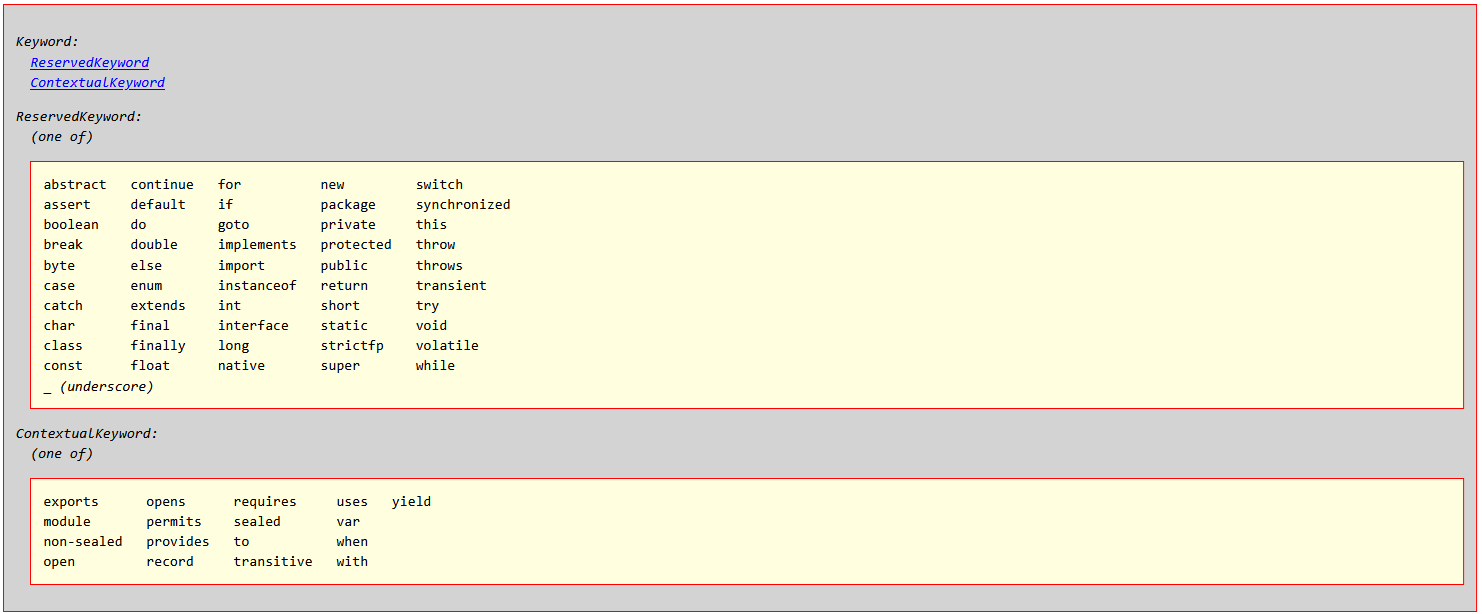 Keyword:
ReservedKeyword
ContextualKeyword
ReservedKeyword:
(one of)
abstract continue for new switch
assert default if package synchronized
boolean do goto private this
break double implements protected throw
byte else import public throws
case enum instanceof return transient
catch extends int short try
char final interface static void
class finally long strictfp volatile
const float native super while
_ (underscore)
ContextualKeyword:
(one of)
exports opens requires uses yield
module permits sealed var
non-sealed provides to when
open record transitive with